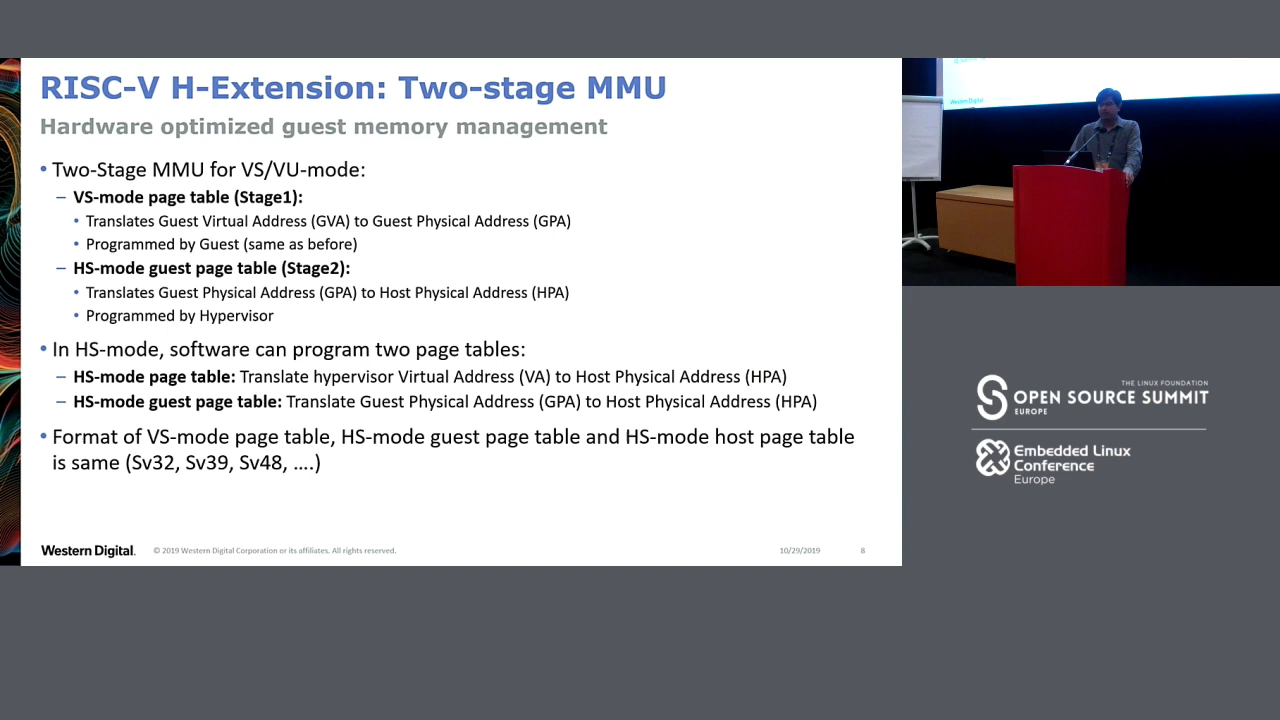 RISC-V H-Extension: Two-stage MMU
Hardware optimized guest memory management
• Two-Stage MMU for VS/VU-mode:
– VS-mode page table (Stage1):
• Translates Guest Virtual Address (GVA) to Guest Physical Address (GPA)
• Programmed by Guest (same as before)
– HS-mode guest page table (Stage2):
• Translates Guest Physical Address (GPA) to Host Physical Address (HPA)
• Programmed by Hypervisor
• In HS-mode, software can program two page tables:
– HS-mode page table: Translate hypervisor Virtual Address (VA) to Host Physical Address (HPA)
– HS-mode guest page table: Translate Guest Physical Address (GPA) to Host Physical Address (HPA)
• Format of VS-mode page table, HS-mode guest page table and HS-mode host page table
is same (Sv32, Sv39, Sv48, ….)
Western Digital.
© 2019 Western Digital Corporation or its affiliates. All rights reserved.
10/29/2019
8
Western Digital
THE LINUX FOUNDATION
OPEN SOURCE SUMMIT
EUROPE
Embedded Linux
Conference
Europe